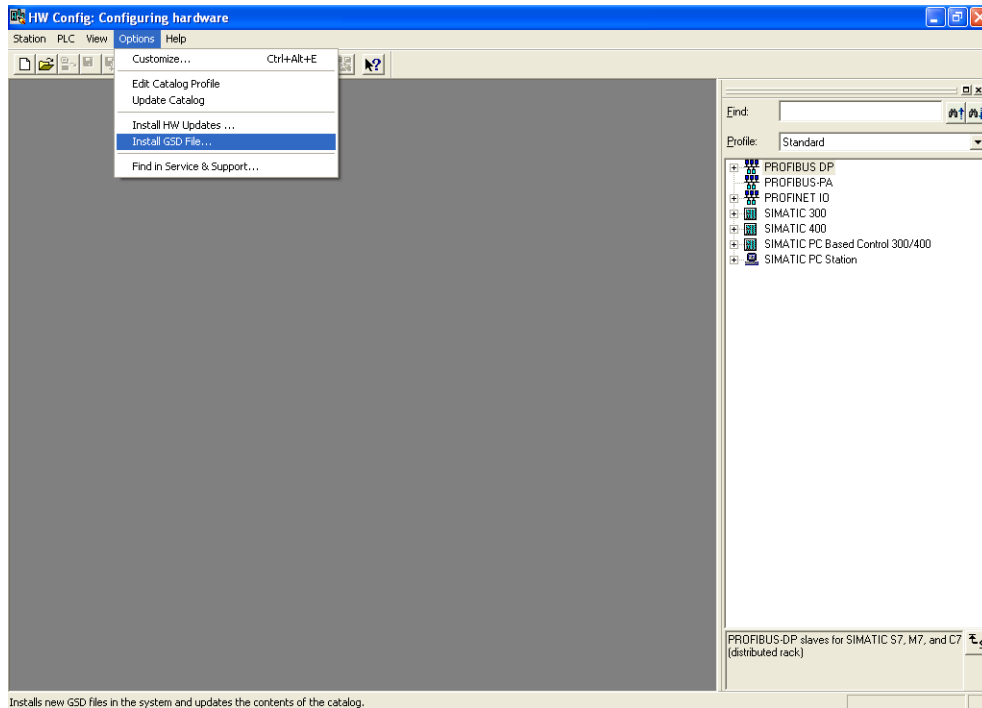 HW Config: Configuring hardware
Station PLC View Options Help
Customize... Ctrl+Alt+E
Edit Catalog Profile
Update Catalog
Install HW Updates ...
Install GSD File...
Find in Service & Support...
Find:
Profile: Standard
PROFIBUS DP
PROFIBUS-PA
PROFINET IO
SIMATIC 300
SIMATIC 400
SIMATIC PC Based Control 300/400
SIMATIC PC Station
PROFIBUS-DP slaves for SIMATIC S7, M7, and C7
(distributed rack)
Installs new GSD files in the system and updates the contents of the catalog.